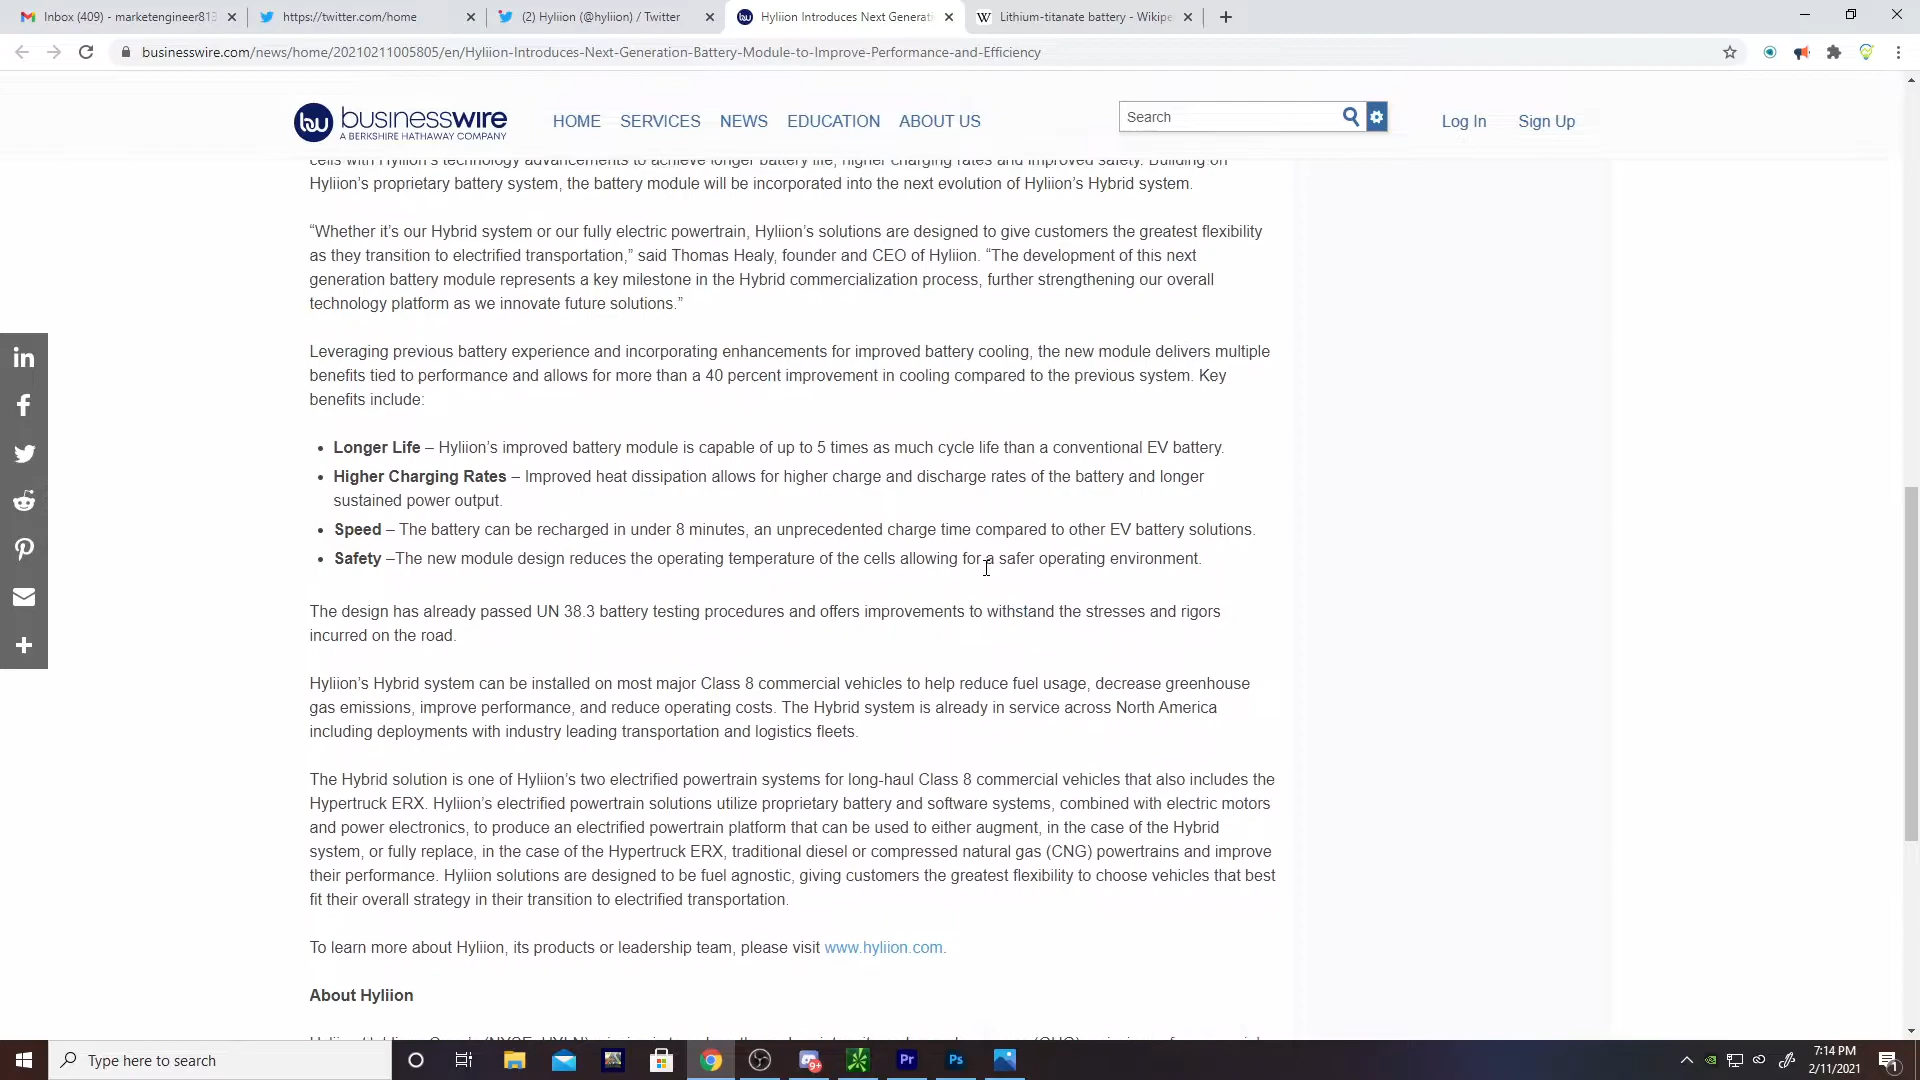 Inbox (409) - marketengineer813
https://twitter.com/home
(2) Hyliion (@hyliion) / Twitter
Hyliion Introduces Next Generati
Lithium-titanate battery - Wikipe
businesswire.com/news/home/20210211005805/en/Hyliion-Introduces-Next-Generation-Battery-Module-to-Improve-Performance-and-Efficiency
bw businesswire
A BERKSHIRE HATHAWAY COMPANY
HOME SERVICES NEWS EDUCATION ABOUT US
Search
Log In Sign Up
cells with Hyliion's technology advancements to achieve longer battery life, higher charging rates and improved safety. Building on
Hyliion's proprietary battery system, the battery module will be incorporated into the next evolution of Hyliion's Hybrid system.
“Whether it's our Hybrid system or our fully electric powertrain, Hyliion's solutions are designed to give customers the greatest flexibility
as they transition to electrified transportation,” said Thomas Healy, founder and CEO of Hyliion. “The development of this next
generation battery module represents a key milestone in the Hybrid commercialization process, further strengthening our overall
technology platform as we innovate future solutions.”
Leveraging previous battery experience and incorporating enhancements for improved battery cooling, the new module delivers multiple
benefits tied to performance and allows for more than a 40 percent improvement in cooling compared to the previous system. Key
benefits include:
• Longer Life – Hyliion's improved battery module is capable of up to 5 times as much cycle life than a conventional EV battery.
• Higher Charging Rates – Improved heat dissipation allows for higher charge and discharge rates of the battery and longer
sustained power output.
• Speed – The battery can be recharged in under 8 minutes, an unprecedented charge time compared to other EV battery solutions.
• Safety –The new module design reduces the operating temperature of the cells allowing for a safer operating environment.
The design has already passed UN 38.3 battery testing procedures and offers improvements to withstand the stresses and rigors
incurred on the road.
Hyliion's Hybrid system can be installed on most major Class 8 commercial vehicles to help reduce fuel usage, decrease greenhouse
gas emissions, improve performance, and reduce operating costs. The Hybrid system is already in service across North America
including deployments with industry leading transportation and logistics fleets.
The Hybrid solution is one of Hyliion's two electrified powertrain systems for long-haul Class 8 commercial vehicles that also includes the
Hypertruck ERX. Hyliion's electrified powertrain solutions utilize proprietary battery and software systems, combined with electric motors
and power electronics, to produce an electrified powertrain platform that can be used to either augment, in the case of the Hybrid
system, or fully replace, in the case of the Hypertruck ERX, traditional diesel or compressed natural gas (CNG) powertrains and improve
their performance. Hyliion solutions are designed to be fuel agnostic, giving customers the greatest flexibility to choose vehicles that best
fit their overall strategy in their transition to electrified transportation.
To learn more about Hyliion, its products or leadership team, please visit www.hyliion.com.
About Hyliion
Type here to search
9+
Pr
Ps
7:14 PM
2/11/2021
1